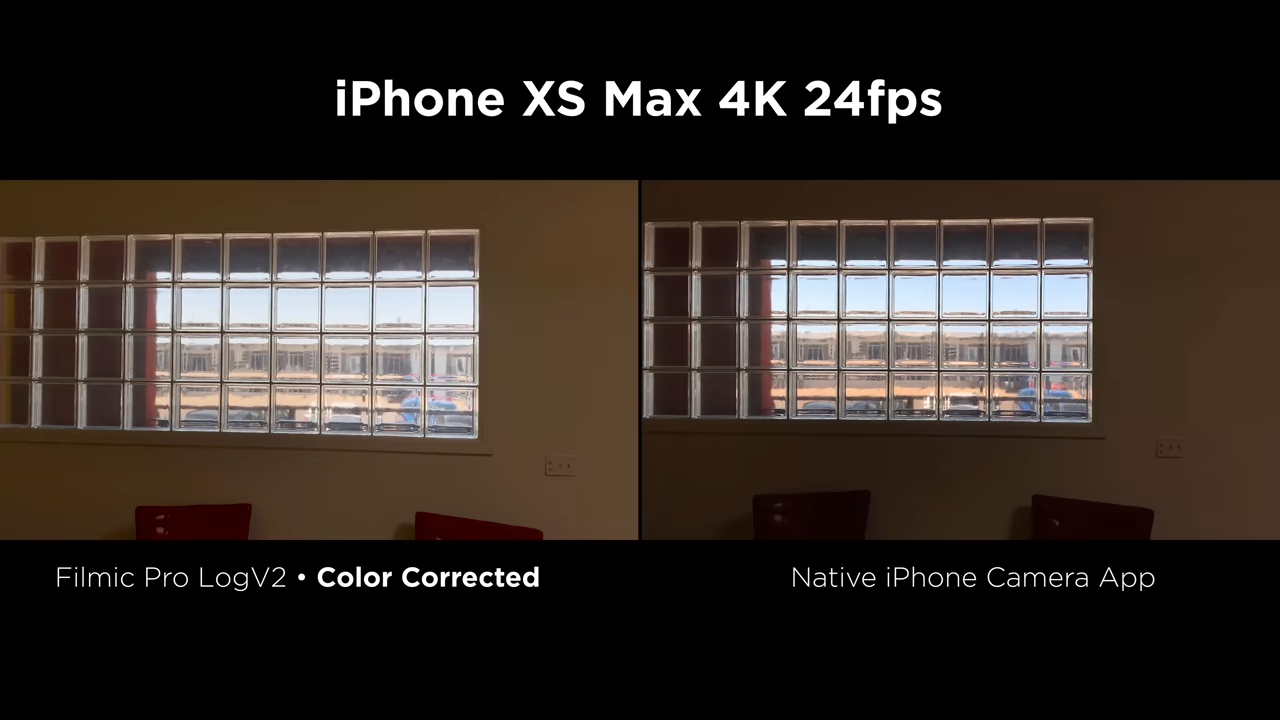 iPhone XS Max 4K 24fps
Filmic Pro LogV2 • Color Corrected
Native iPhone Camera App